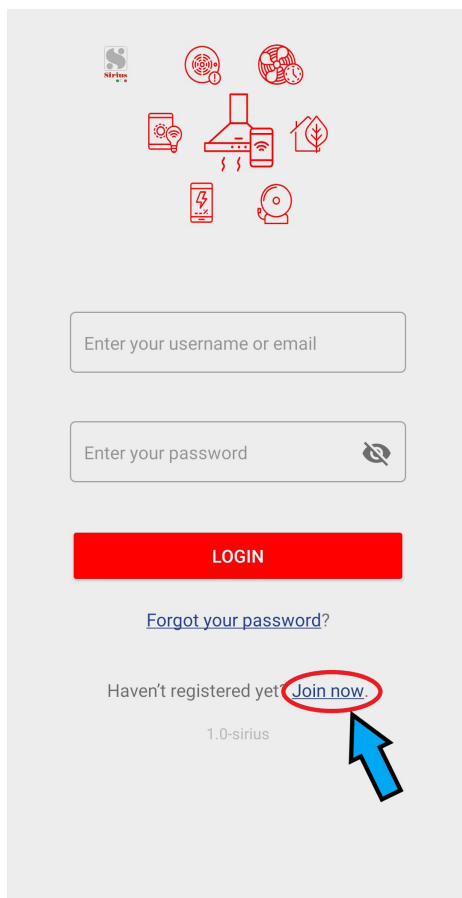 Sirius
Enter your username or email
Enter your password
LOGIN
Forgot your password?
Haven't registered yet? Join now.
1.0-sirius